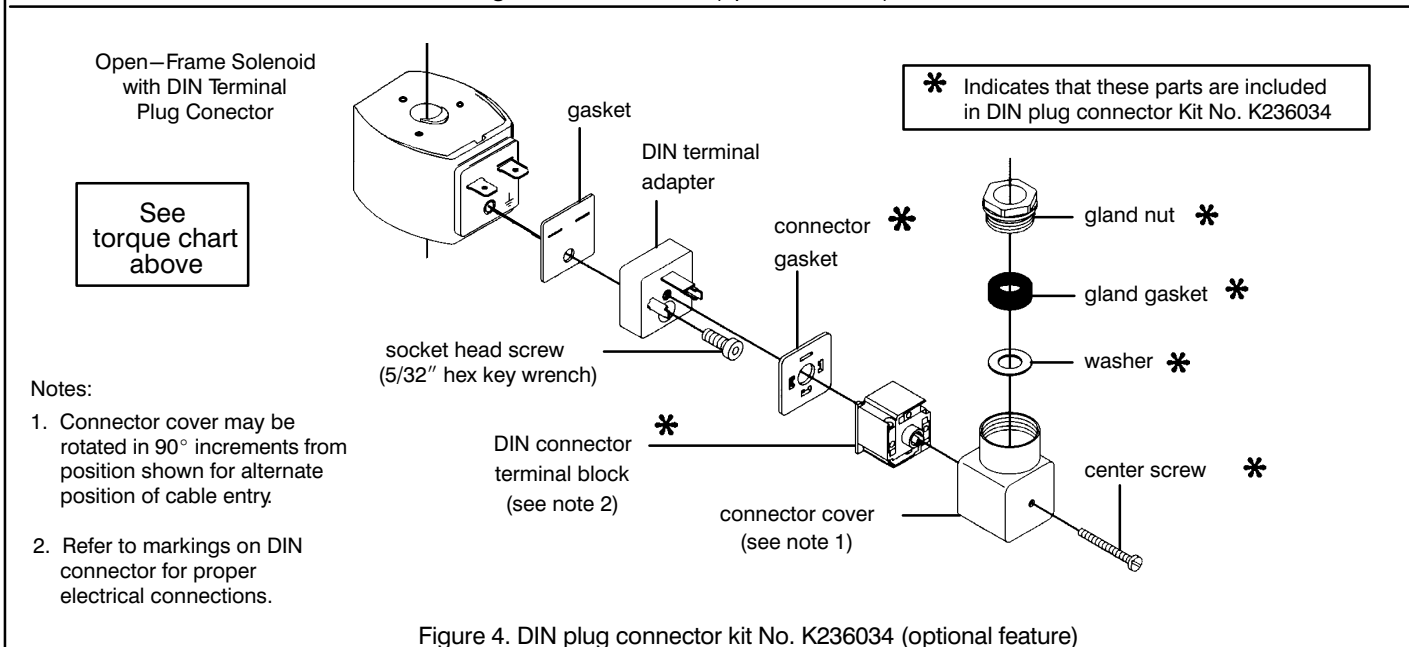 Open—Frame Solenoid
with DIN Terminal
Plug Conector
gasket
* Indicates that these parts are included
in DIN plug connector Kit No. K236034
DIN terminal
adapter
See
torque chart
above
connector *
gasket
gland nut *
gland gasket *
washer *
socket head screw
(5/32″ hex key wrench)
Notes:
1. Connector cover may be
rotated in 90° increments from
position shown for alternate
position of cable entry.
2. Refer to markings on DIN
connector for proper
electrical connections.
*
DIN connector
terminal block
(see note 2)
connector cover
(see note 1)
center screw *
Figure 4. DIN plug connector kit No. K236034 (optional feature)